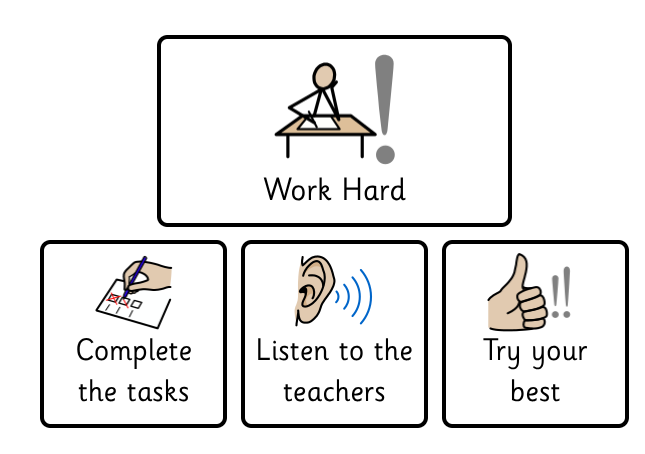 Work Hard
Complete
the tasks
Listen to the
teachers
Try your
best